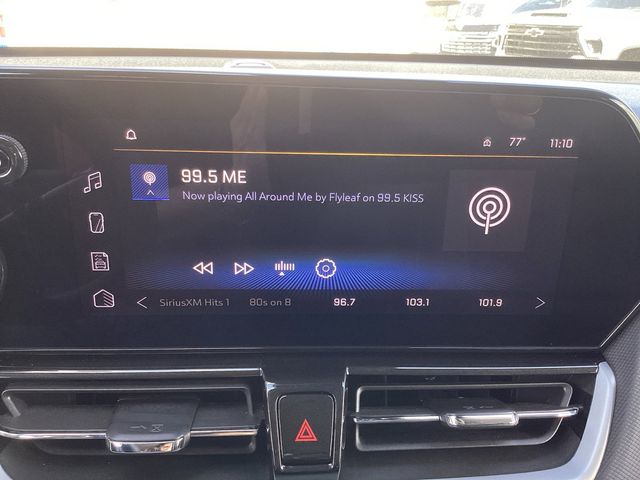 77° 11:10
99.5 ME
Now playing All Around Me by Flyleaf on 99.5 KISS
SiriusXM Hits 1 80s on 8 96.7 103.1 101.9